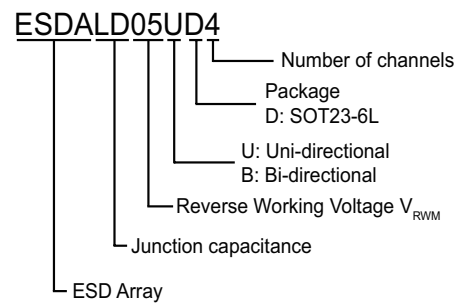 ESDALD05UD4
Number of channels
Package
D: SOT23-6L
U: Uni-directional
B: Bi-directional
Reverse Working Voltage VRWM
Junction capacitance
ESD Array